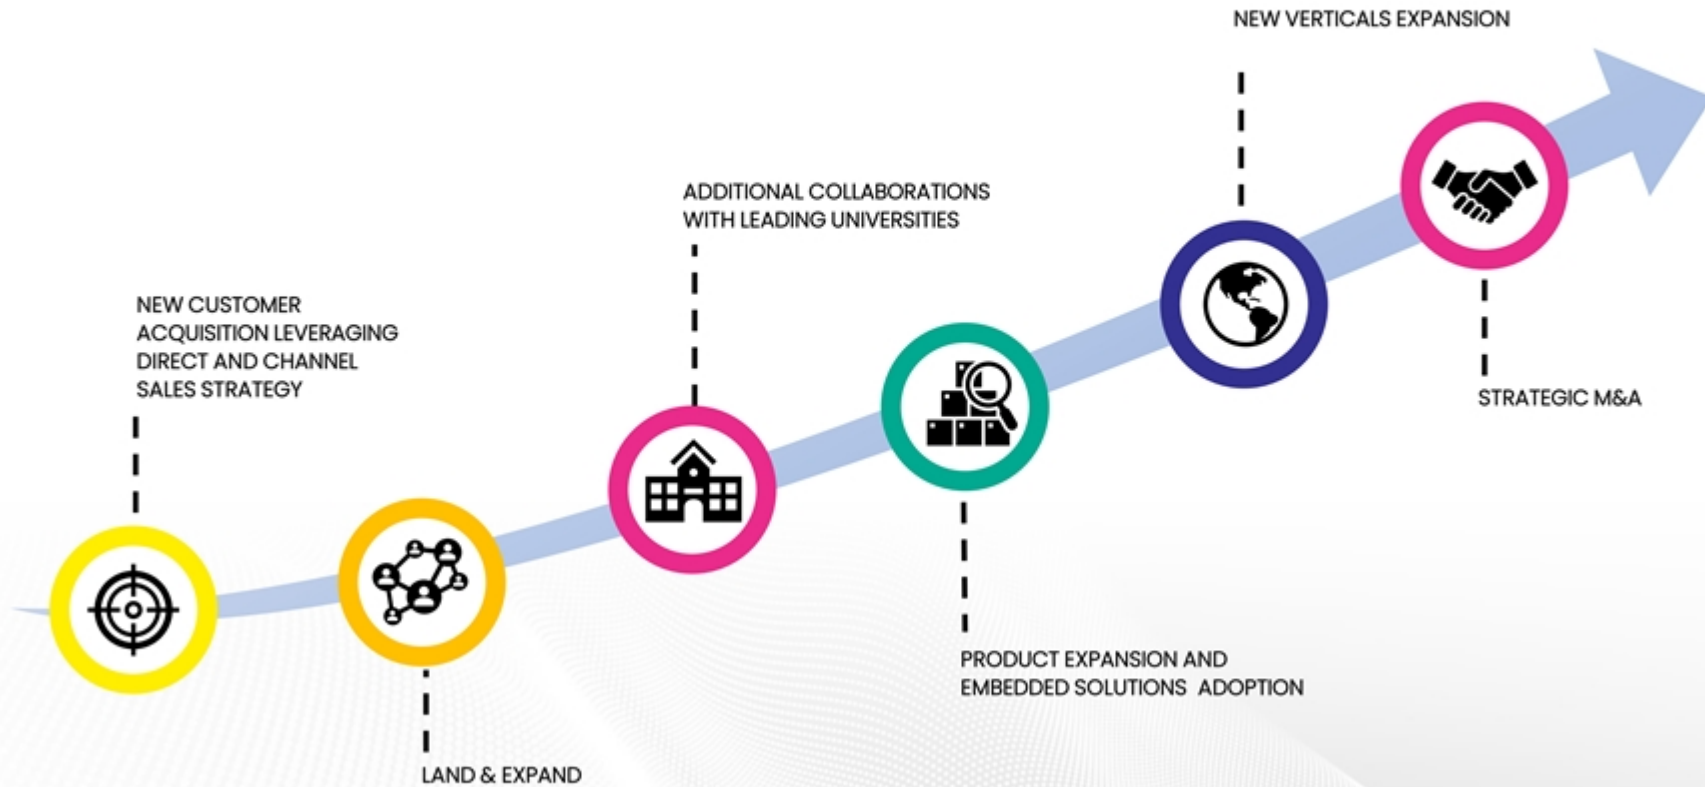 NEW CUSTOMER
ACQUISITION LEVERAGING
DIRECT AND CHANNEL
SALES STRATEGY
LAND & EXPAND
ADDITIONAL COLLABORATIONS
WITH LEADING UNIVERSITIES
PRODUCT EXPANSION AND
EMBEDDED SOLUTIONS ADOPTION
NEW VERTICALS EXPANSION
STRATEGIC M&A